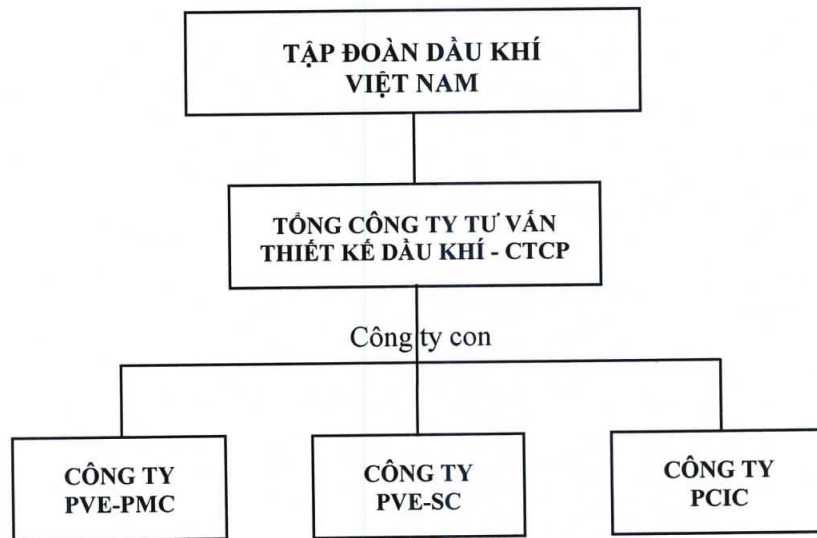 TẬP ĐOÀN DẦU KHÍ
VIỆT NAM
TỔNG CÔNG TY TƯ VẤN
THIẾT KẾ DẦU KHÍ - CTCP
Công ty con
CÔNG TY
PVE-PMC
CÔNG TY
PVE-SC
CÔNG TY
PCIC